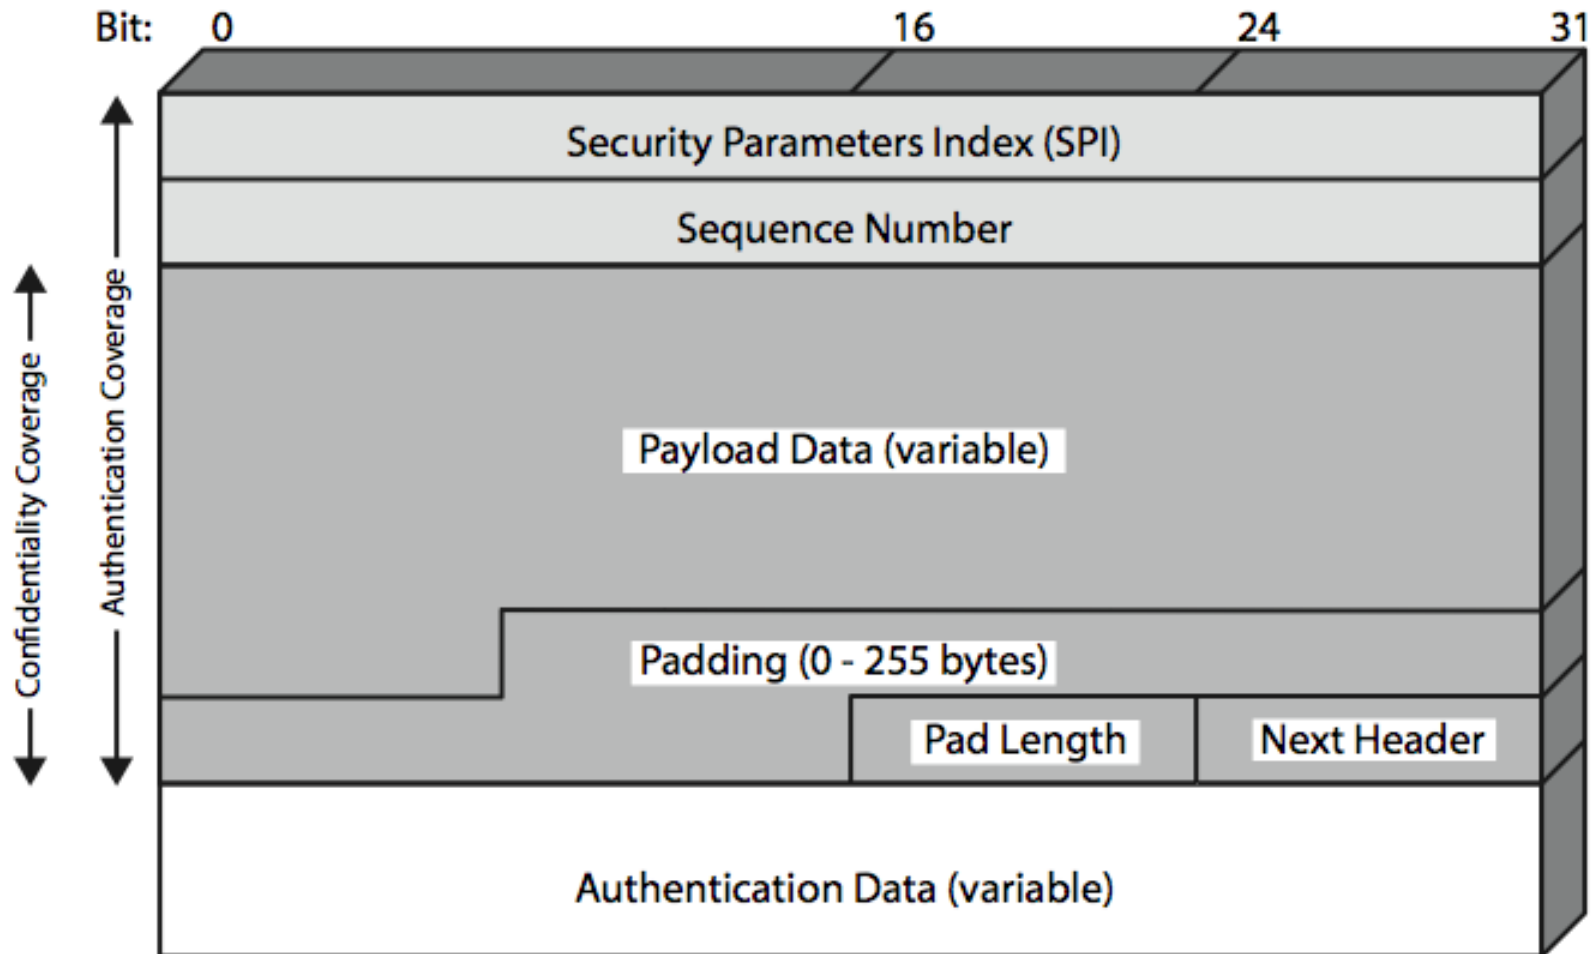 Bit: 0 16 24 31
Security Parameters Index (SPI)
Sequence Number
Confidentiality Coverage
Authentication Coverage
Payload Data (variable)
Padding (0 - 255 bytes)
Pad Length
Next Header
Authentication Data (variable)